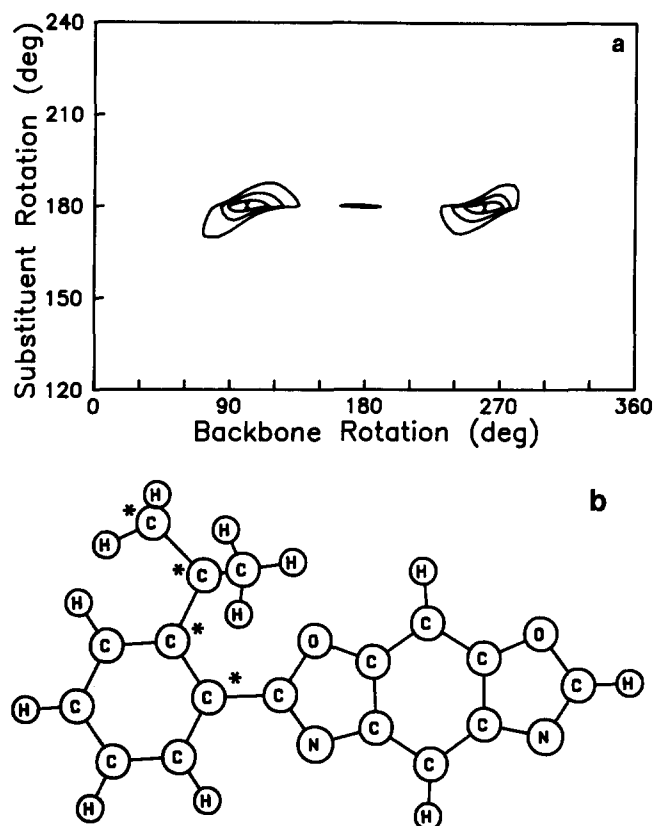 240
a
210
180
150
120
Substituent Rotation (deg)
0 90 180 270 360
Backbone Rotation (deg)
b
H
* C
H H
* C C H H
H H C
C C * O C C O
H C C * C C H
C C N C C N
C
H H H